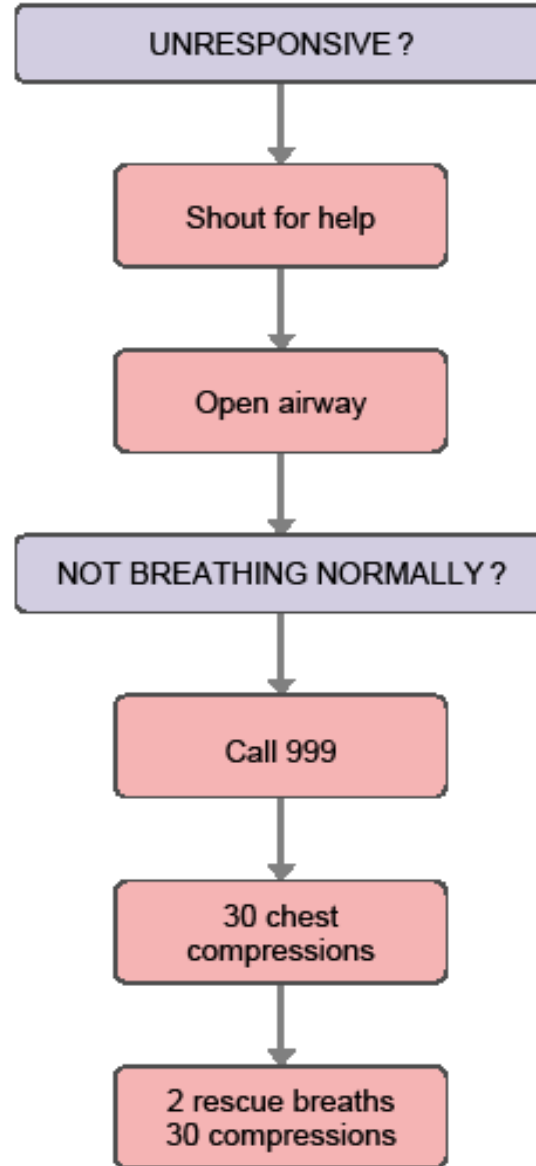 UNRESPONSIVE ?
Shout for help
Open airway
NOT BREATHING NORMALLY ?
Call 999
30 chest
compressions
2 rescue breaths
30 compressions